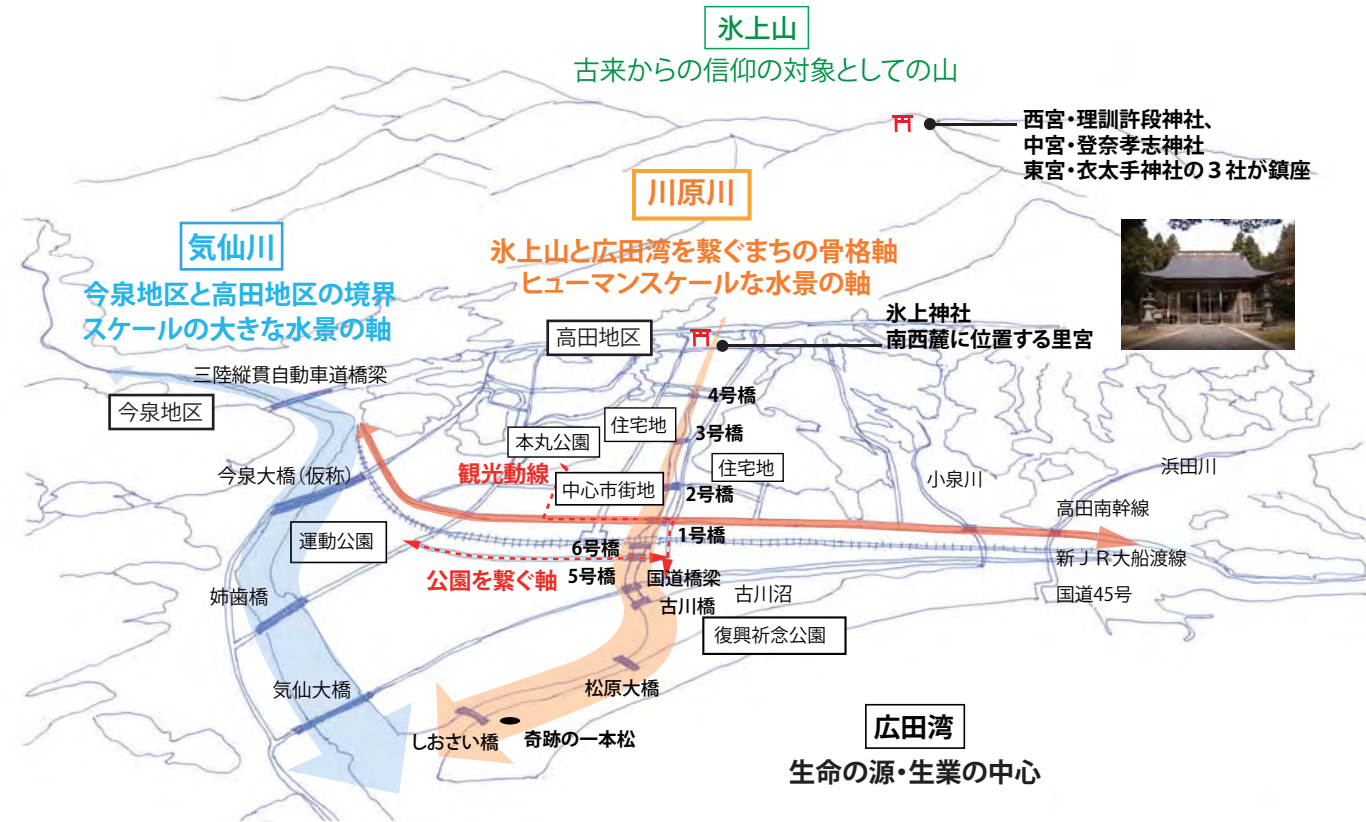 氷上山
古来からの信仰の対象としての山
西宮・理訓許段神社、
中宮・登奈孝志神社
東宮・衣太手神社の３社が鎮座
川原川
氷上山と広田湾を繋ぐまちの骨格軸
ヒューマンスケールな水景の軸
気仙川
今泉地区と高田地区の境界
スケールの大きな水景の軸
氷上神社
南西麓に位置する里宮
高田地区
三陸縦貫自動車道橋梁
今泉地区
4号橋
住宅地
3号橋
本丸公園
住宅地
観光動線
中心市街地
2号橋
今泉大橋（仮称）
小泉川
浜田川
高田南幹線
1号橋
運動公園
6号橋
新ＪＲ大船渡線
5号橋
国道橋梁
公園を繋ぐ軸
古川沼
国道45号
姉歯橋
古川橋
復興祈念公園
気仙大橋
松原大橋
しおさい橋
奇跡の一本松
広田湾
生命の源・生業の中心